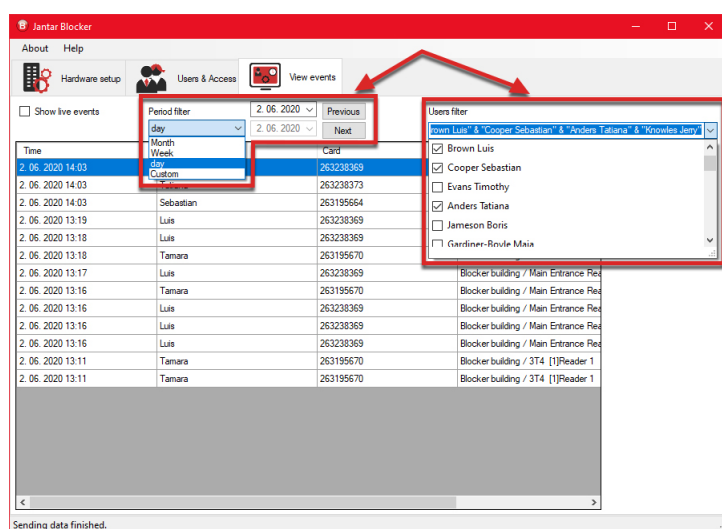 Jantar Blocker
About Help
Hardware setup Users & Access View events
Show live events
Period filter 2. 06. 2020 Previous
day 2. 06. 2020 Next
Month
Week
day
Custom
Users filter
rown Luis" & "Cooper Sebastian" & "Anders Tatiana" & "Knowles Jerry"
Brown Luis
Cooper Sebastian
Evans Timothy
Anders Tatiana
Jameson Boris
Gardiner-Boyle Maja
Time Card
2. 06. 2020 14:03 263238369
2. 06. 2020 14:03 Tatiana 263238373
2. 06. 2020 14:03 Sebastian 263195664
2. 06. 2020 13:19 Luis 263238369
2. 06. 2020 13:18 Luis 263238369
2. 06. 2020 13:18 Tamara 263195670
2. 06. 2020 13:17 Luis 263238369 Blocker building / Main Entrance Rea
2. 06. 2020 13:16 Tamara 263195670 Blocker building / Main Entrance Rea
2. 06. 2020 13:16 Luis 263238369 Blocker building / Main Entrance Rea
2. 06. 2020 13:16 Luis 263238369 Blocker building / Main Entrance Rea
2. 06. 2020 13:16 Luis 263238369 Blocker building / Main Entrance Rea
2. 06. 2020 13:11 Tamara 263195670 Blocker building / 3T4 [1]Reader 1
2. 06. 2020 13:11 Tamara 263195670 Blocker building / 3T4 [1]Reader 1
Sending data finished.